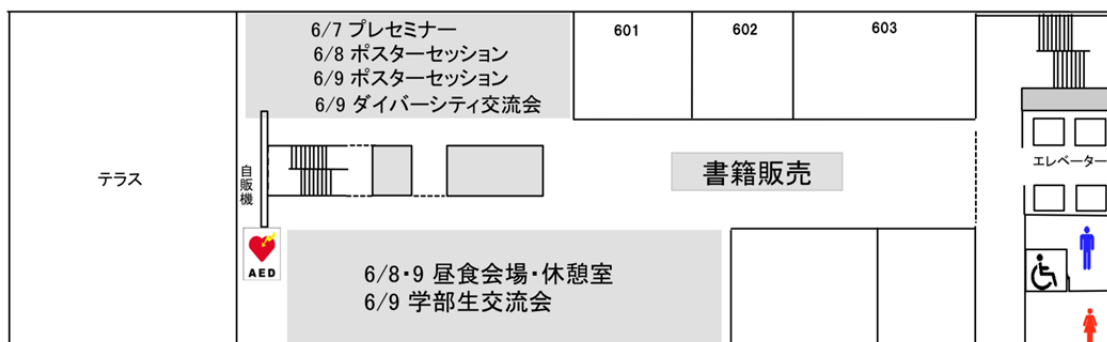 6/7 プレセミナー
6/8 ポスターセッション
6/9 ポスターセッション
6/9 ダイバーシティ交流会
601
602
603
テラス
自販機
書籍販売
エレベーター
AED
6/8・9 昼食会場・休憩室
6/9 学部生交流会